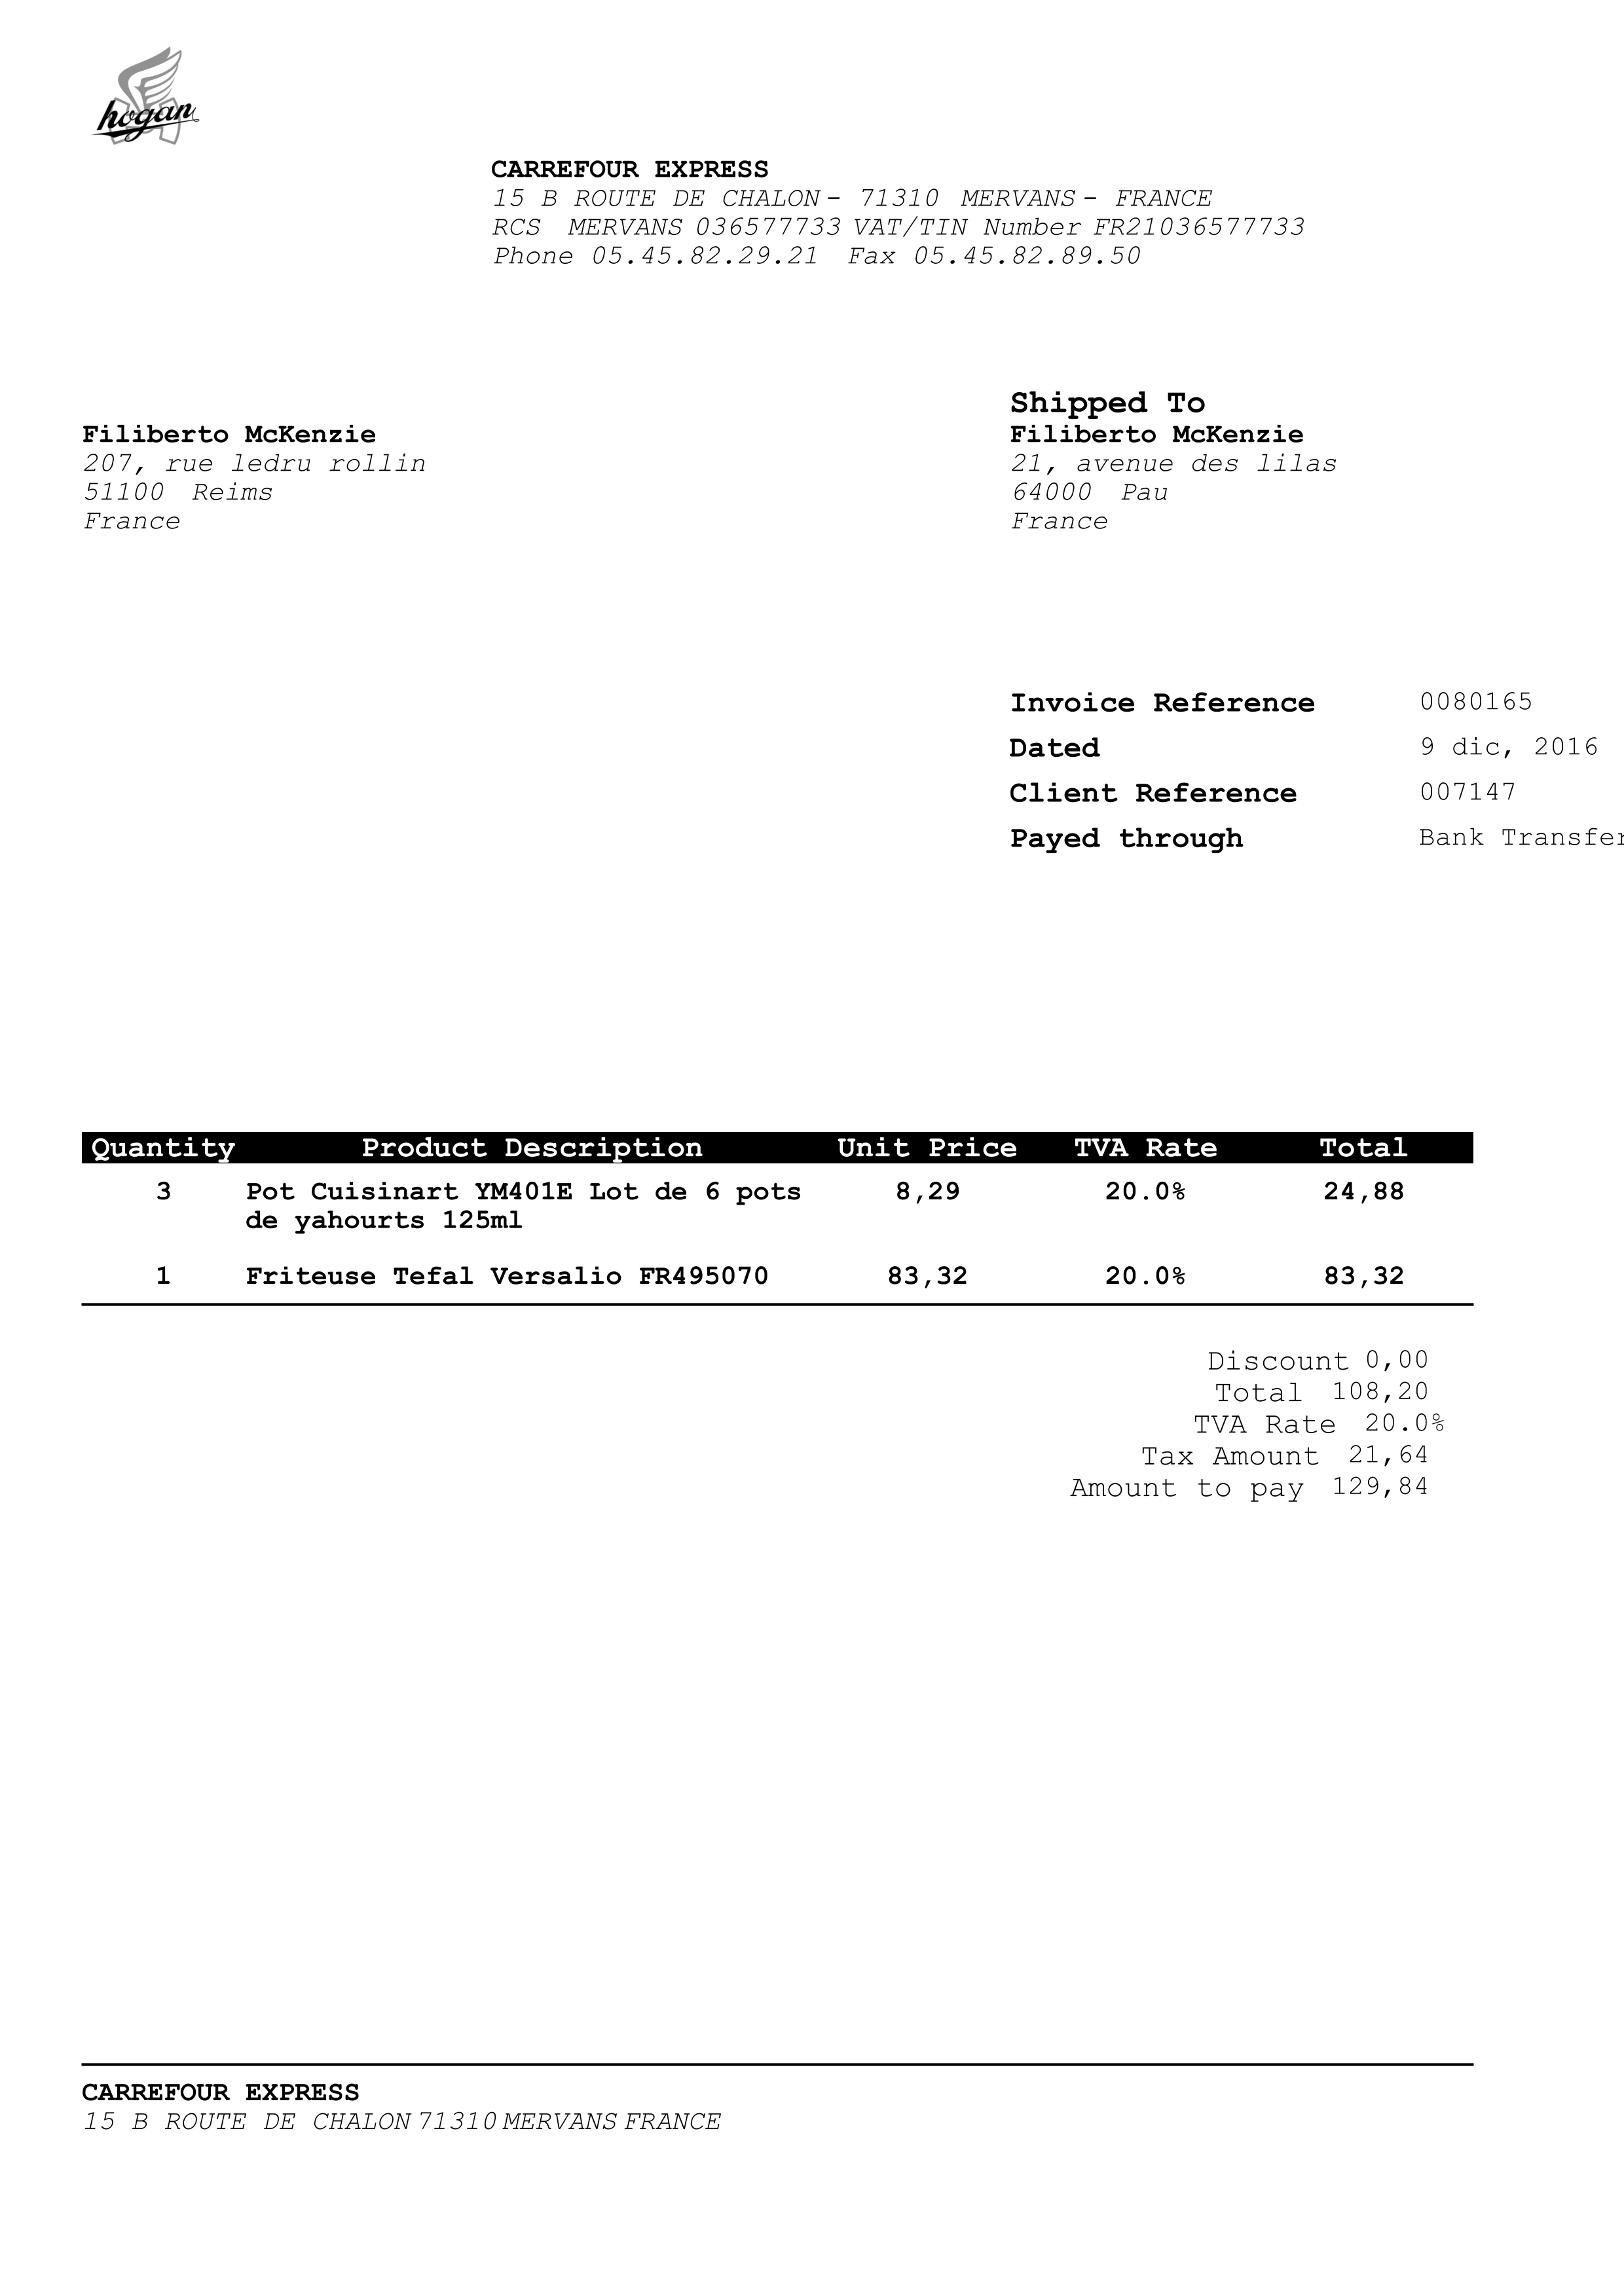 hogan
CARREFOUR EXPRESS
15 B ROUTE DE CHALON - 71310 MERVANS - FRANCE
RCS MERVANS 036577733 VAT/TIN Number FR21036577733
Phone 05.45.82.29.21 Fax 05.45.82.89.50
Filiberto McKenzie
207, rue ledru rollin
51100 Reims
France
Shipped To
Filiberto McKenzie
21, avenue des lilas
64000 Pau
France
Invoice Reference 0080165
Dated 9 dic, 2016
Client Reference 007147
Payed through Bank Transfer
Quantity Product Description Unit Price TVA Rate Total
3 Pot Cuisinart YM401E Lot de 6 pots 8,29 20.0% 24,88
de yahourts 125ml
1 Friteuse Tefal Versalio FR495070 83,32 20.0% 83,32
Discount 0,00
Total 108,20
TVA Rate 20.0%
Tax Amount 21,64
Amount to pay 129,84
CARREFOUR EXPRESS
15 B ROUTE DE CHALON 71310 MERVANS FRANCE